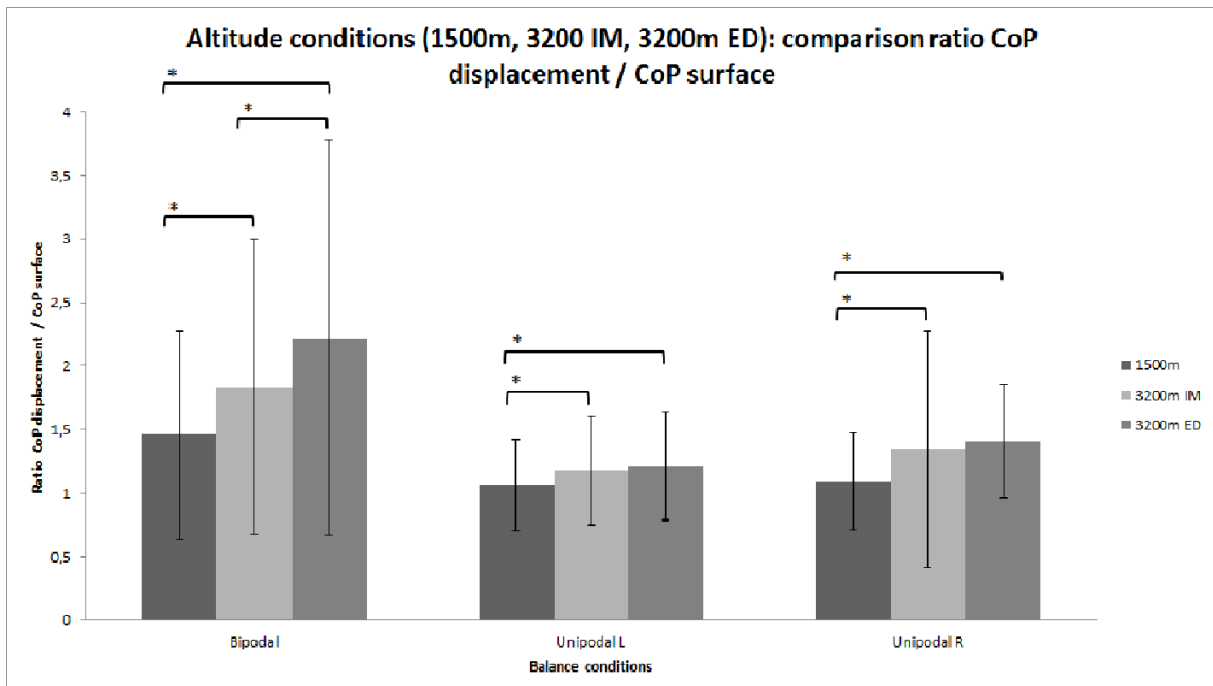 Altitude conditions (1500m, 3200 IM, 3200m ED): comparison ratio CoP
displacement / CoP surface
*
*
*
*
*
*
*
4
3,5
3
2,5
2
1,5
1
0,5
0
Ratio CoP displacement / CoP surface
Bipodal
Unipodal L
Unipodal R
Balance conditions
1500m
3200m IM
3200m ED